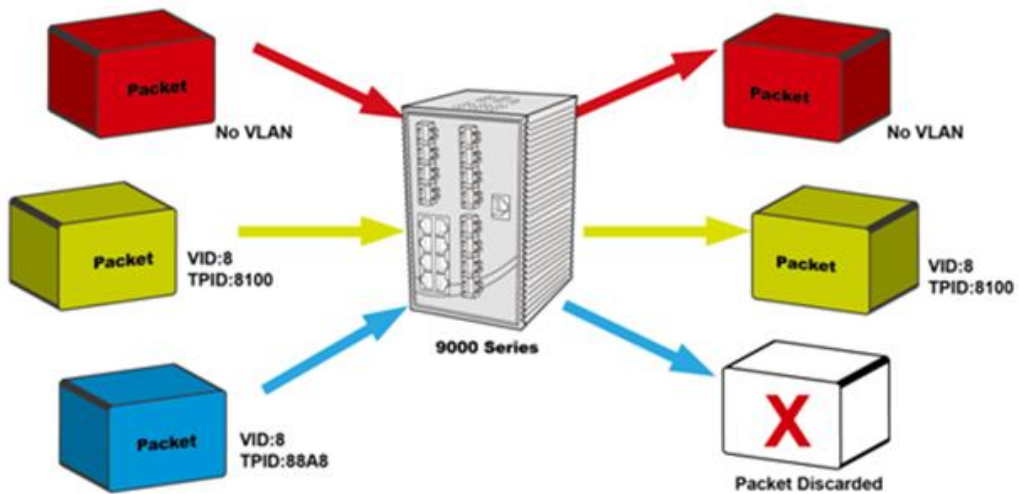 Packet
No VLAN
Packet
No VLAN
Packet
VID:8
TPID:8100
Packet
VID:8
TPID:8100
9000 Series
Packet
VID:8
TPID:88A8
X
Packet Discarded